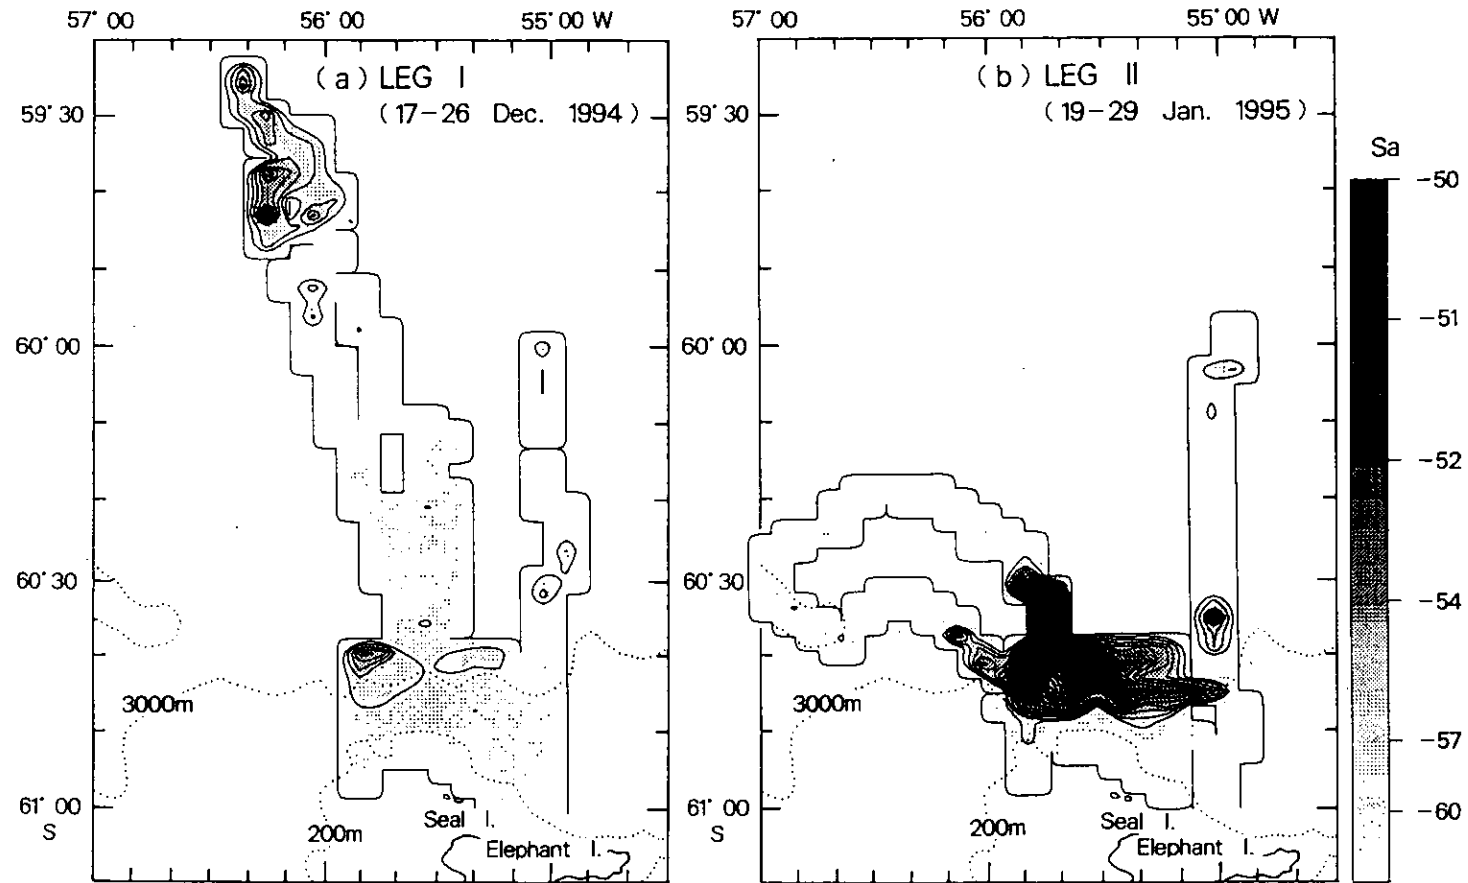 57° 00 56° 00 55° 00 W
57° 00 56° 00 55° 00 W
(a) LEG I
(17-26 Dec. 1994)
(b) LEG II
(19-29 Jan. 1995)
59° 30
59° 30
Sa
-50
-51
60° 00
60° 00
-52
-54
60° 30
60° 30
3000m
3000m
-57
-60
61° 00
S
61° 00
S
200m
Seal I.
Elephant I.
200m
Seal I.
Elephant I.